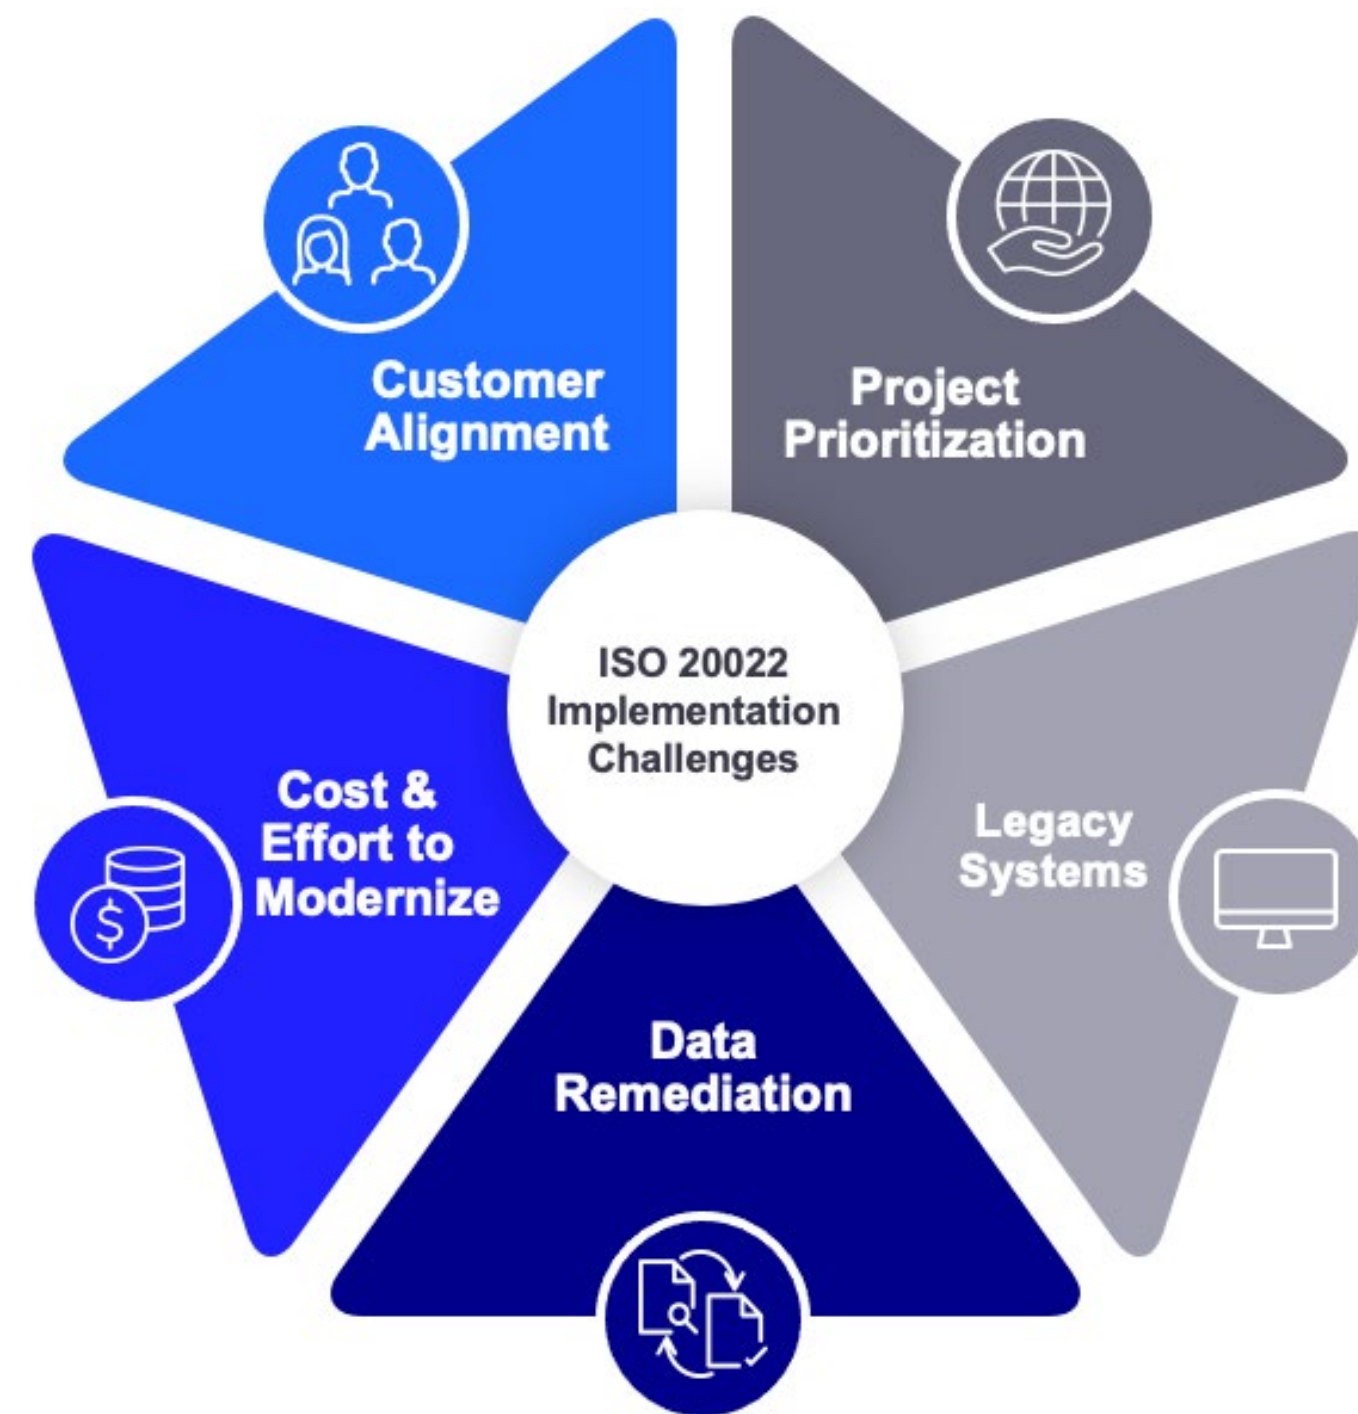 Customer
Alignment
Project
Prioritization
ISO 20022
Implementation
Challenges
Cost &
Effort to
Modernize
Legacy
Systems
Data
Remediation
$